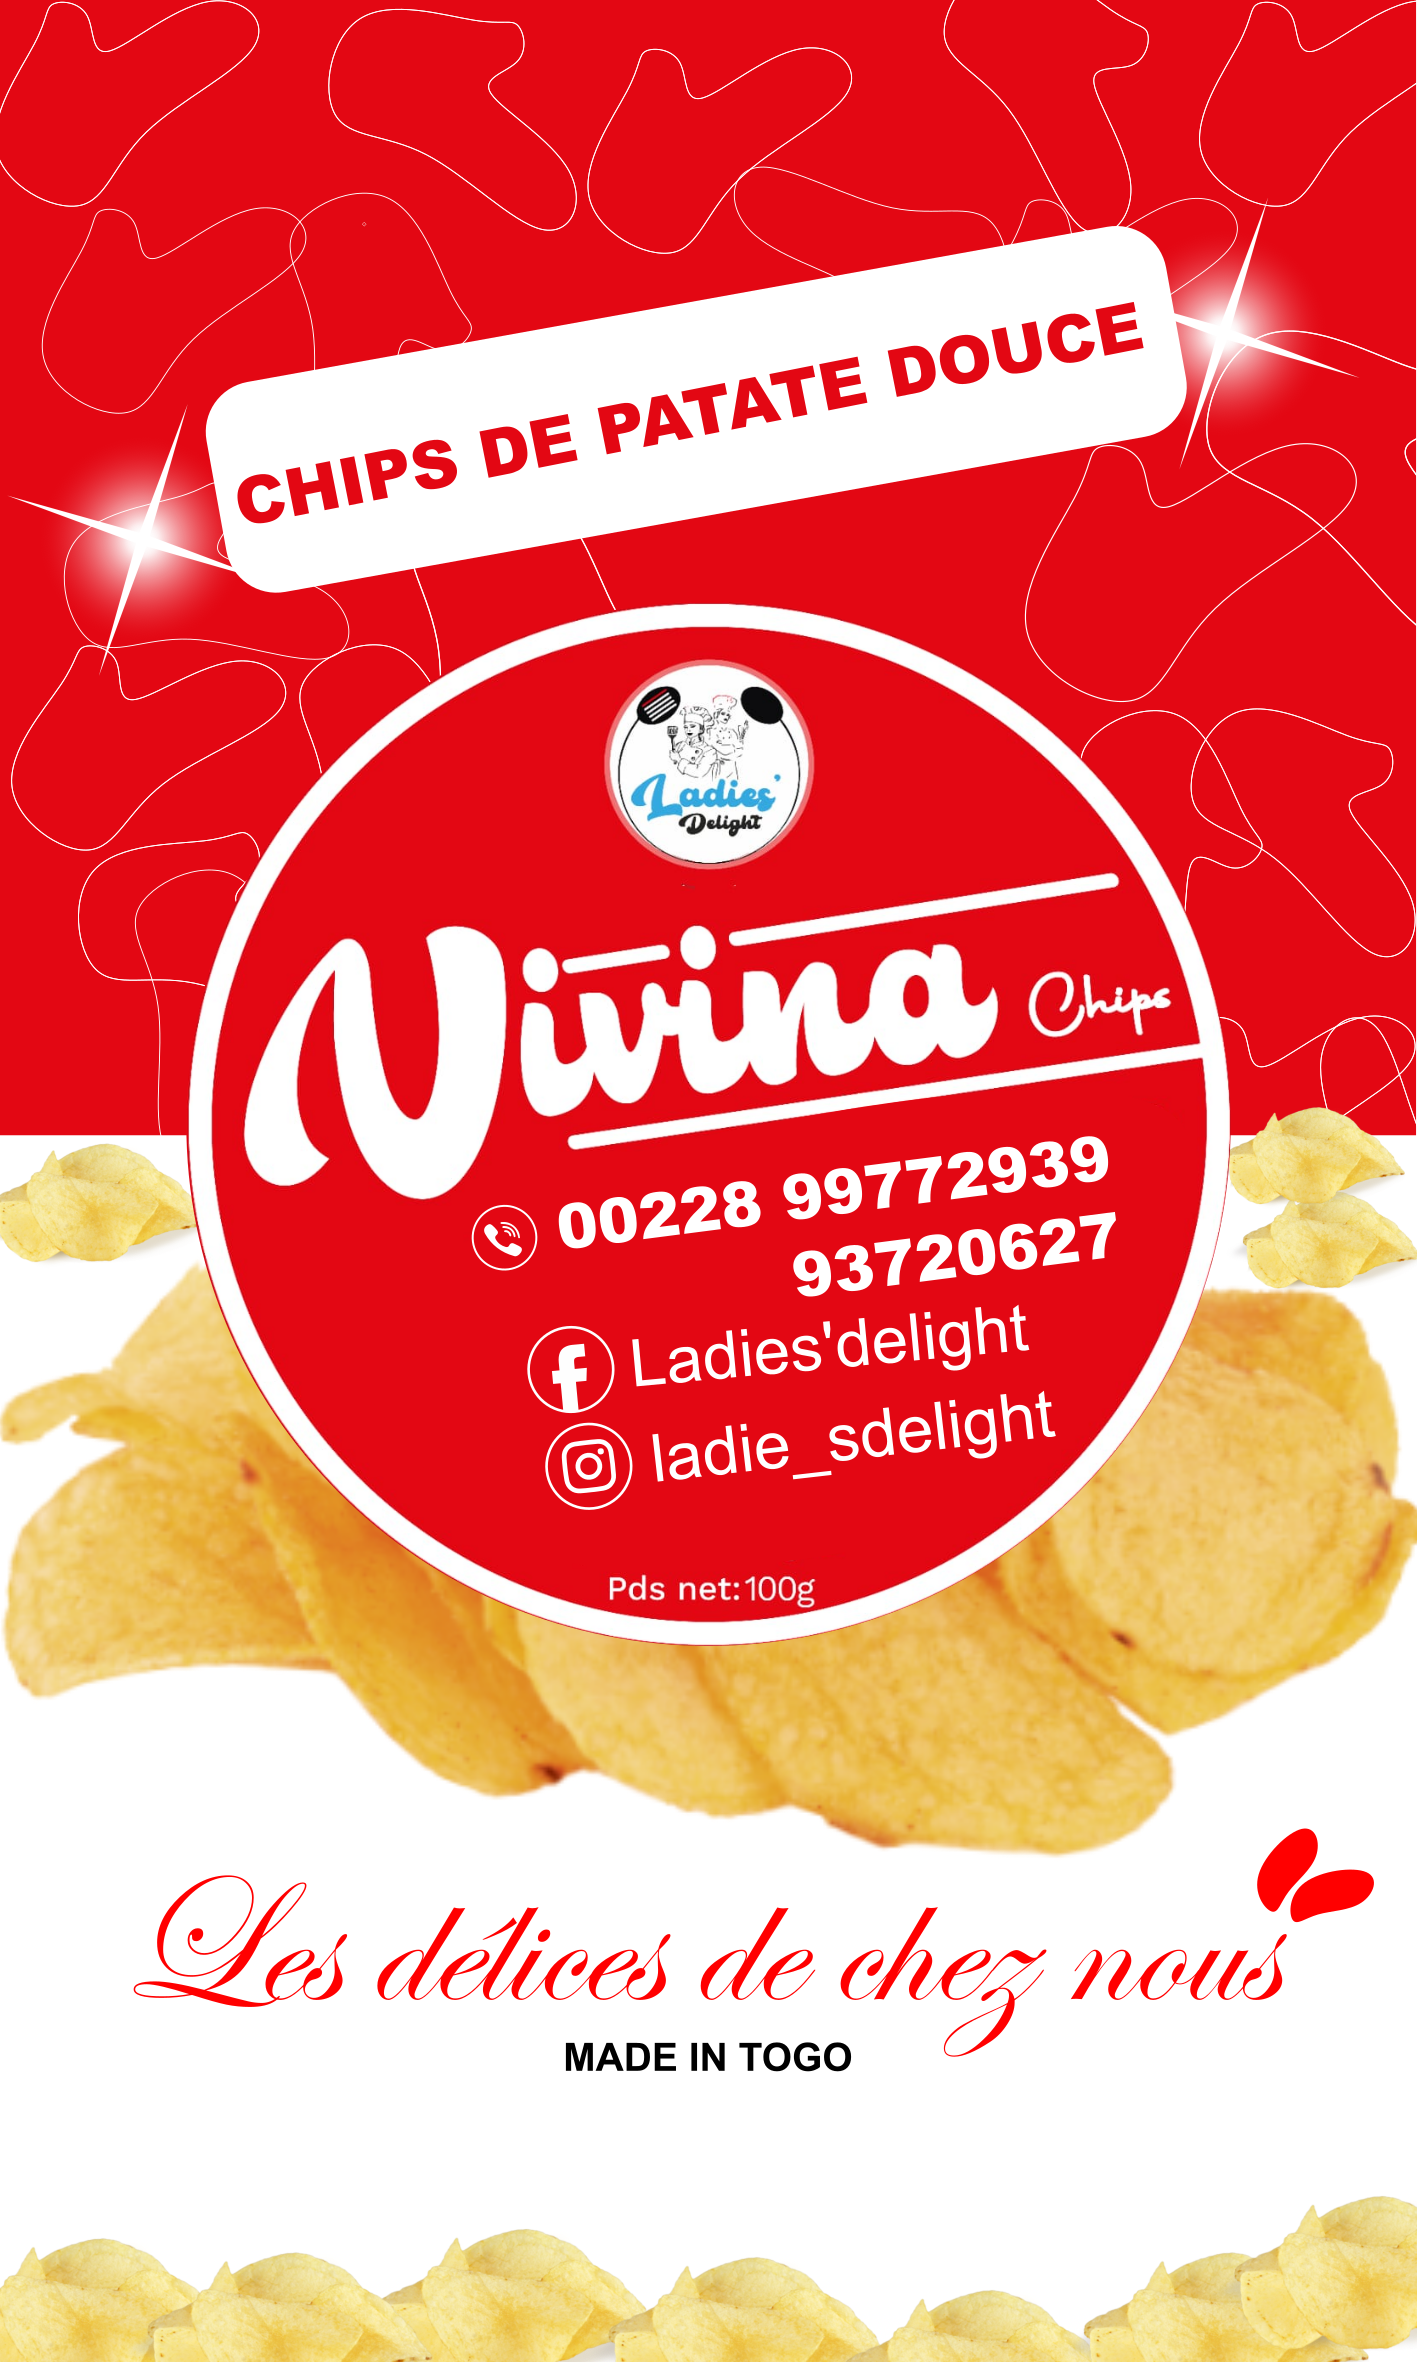 CHIPS DE PATATE DOUCE
Ladies'
Delight
Vivina Chips
00228 99772939
93720627
Ladies'delight
ladie_sdelight
Pds net:100g
Les délices de chez nous
MADE IN TOGO